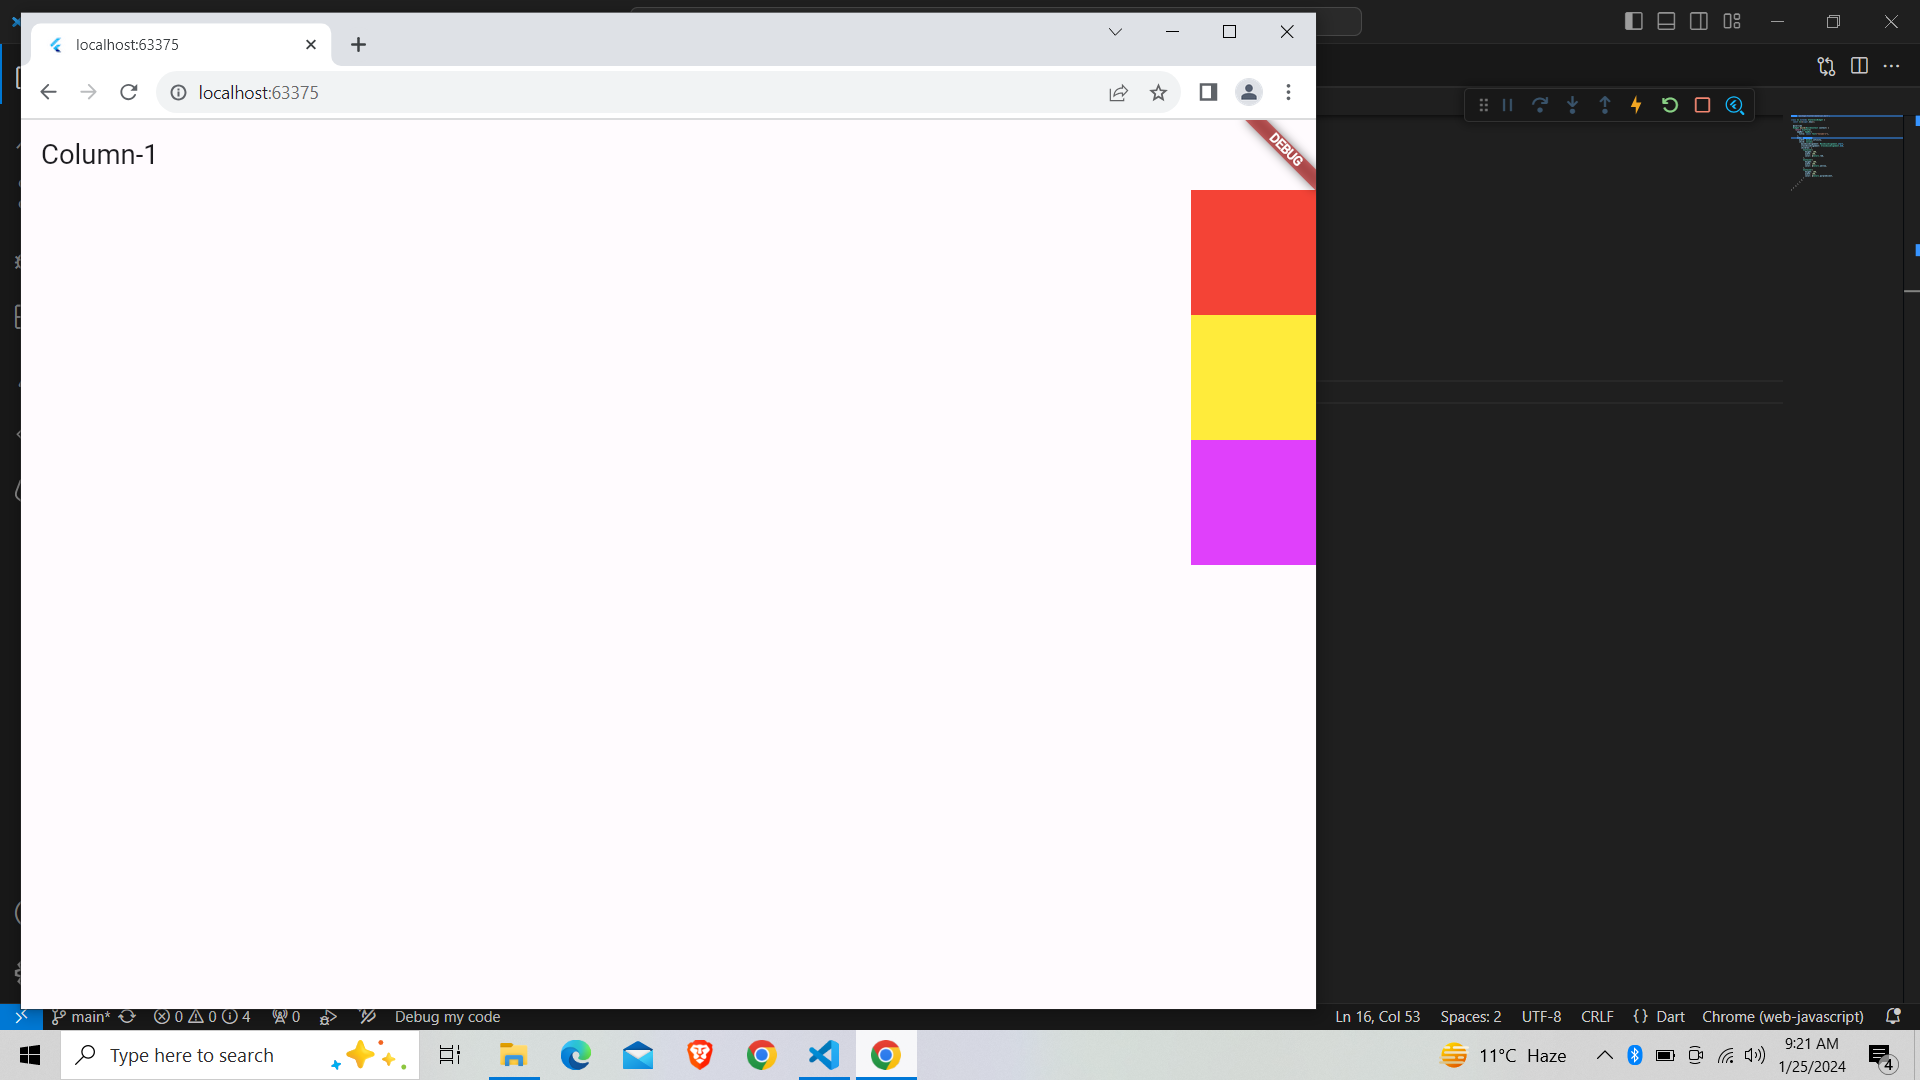 localhost:63375
localhost:63375
Column-1
DEBUG
main*
0
0
4
0
Debug my code
Ln 16, Col 53
Spaces: 2
UTF-8
CRLF
{ } Dart
Chrome (web-javascript)
Type here to search
11°C Haze
9:21 AM
1/25/2024
4